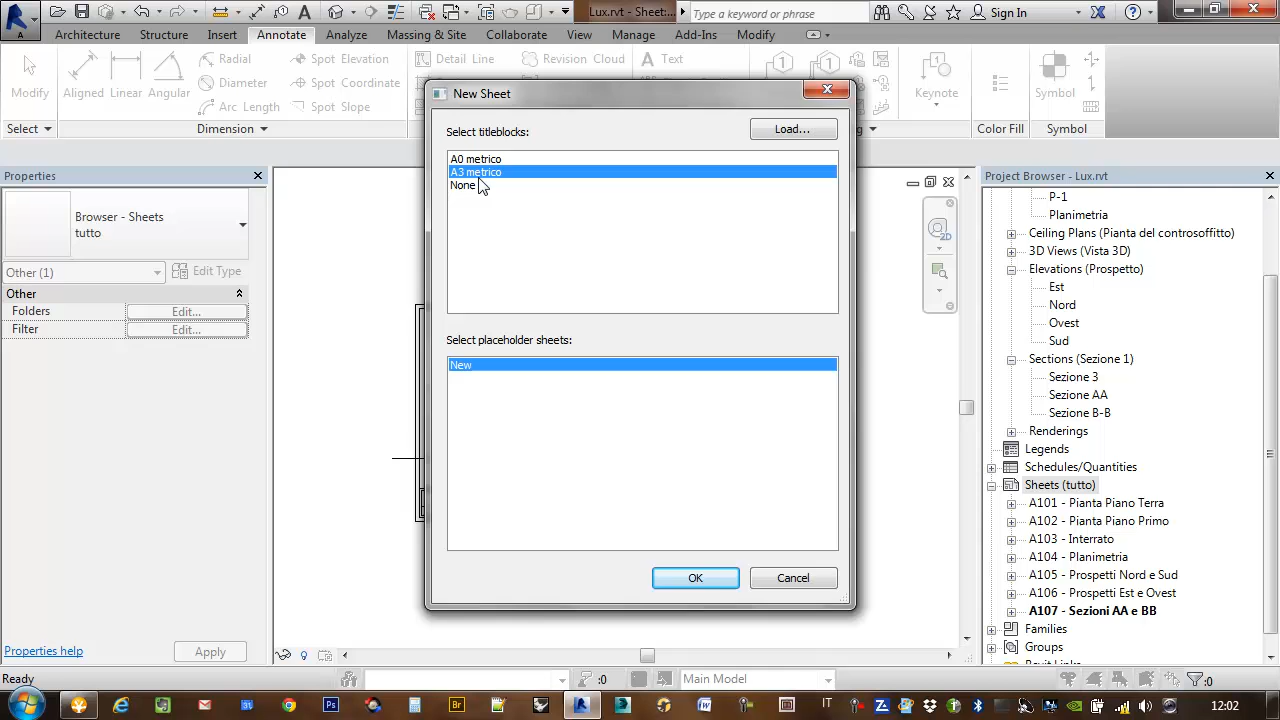 Lux.rvt - Sheet:...
Type a keyword or phrase
Sign In
Architecture
Structure
Insert
Annotate
Analyze
Massing & Site
Collaborate
View
Manage
Add-Ins
Modify
Modify
Aligned
Linear
Angular
Radial
Diameter
Arc Length
Spot Elevation
Spot Coordinate
Spot Slope
Detail Line
Revision Cloud
Text
Keynote
Symbol
Select
Dimension
Color Fill
Symbol
New Sheet
Select titleblocks:
Load...
A0 metrico
A3 metrico
None
Select placeholder sheets:
New
OK
Cancel
Properties
Browser - Sheets
tutto
Other (1)
Edit Type
Other
Folders
Edit...
Filter
Edit...
Properties help
Apply
2D
Project Browser - Lux.rvt
P-1
Planimetria
Ceiling Plans (Pianta del controsoffitto)
3D Views (Vista 3D)
Elevations (Prospetto)
Est
Nord
Ovest
Sud
Sections (Sezione 1)
Sezione 3
Sezione AA
Sezione B-B
Renderings
Legends
Schedules/Quantities
Sheets (tutto)
A101 - Pianta Piano Terra
A102 - Pianta Piano Primo
A103 - Interrato
A104 - Planimetria
A105 - Prospetti Nord e Sud
A106 - Prospetti Est e Ovest
A107 - Sezioni AA e BB
Families
Groups
Revit Links
Ready
:0
Main Model
:0
Ps
Br
IT
12:02